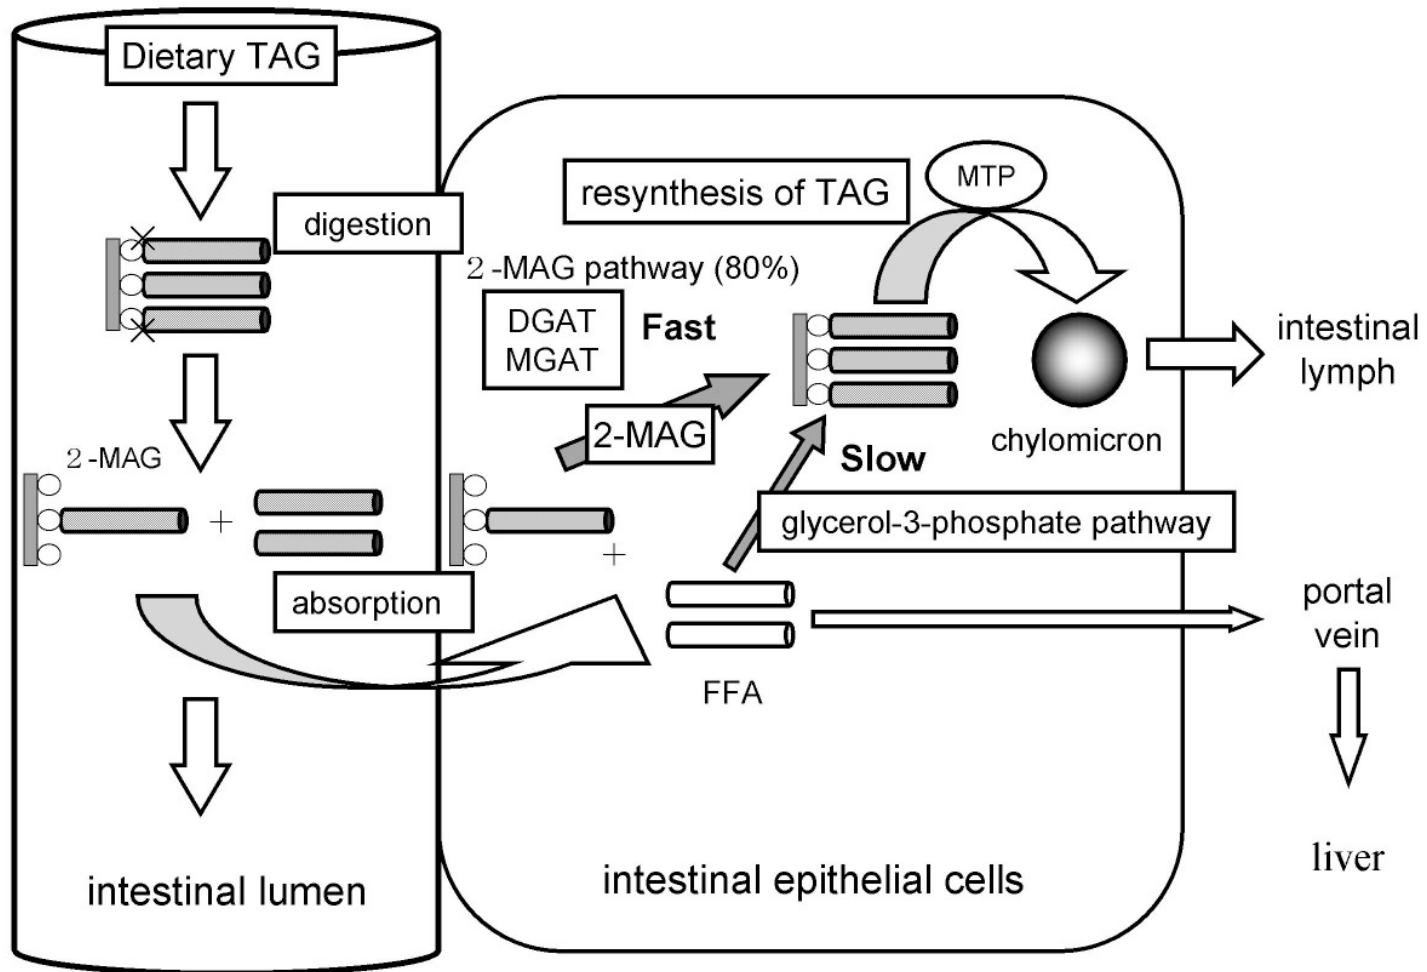 Dietary TAG
digestion
2-MAG
+
absorption
intestinal lumen
resynthesis of TAG
MTP
2-MAG pathway (80%)
DGAT
MGAT
Fast
2-MAG
Slow
glycerol-3-phosphate pathway
+
FFA
chylomicron
intestinal epithelial cells
intestinal
lymph
portal
vein
liver